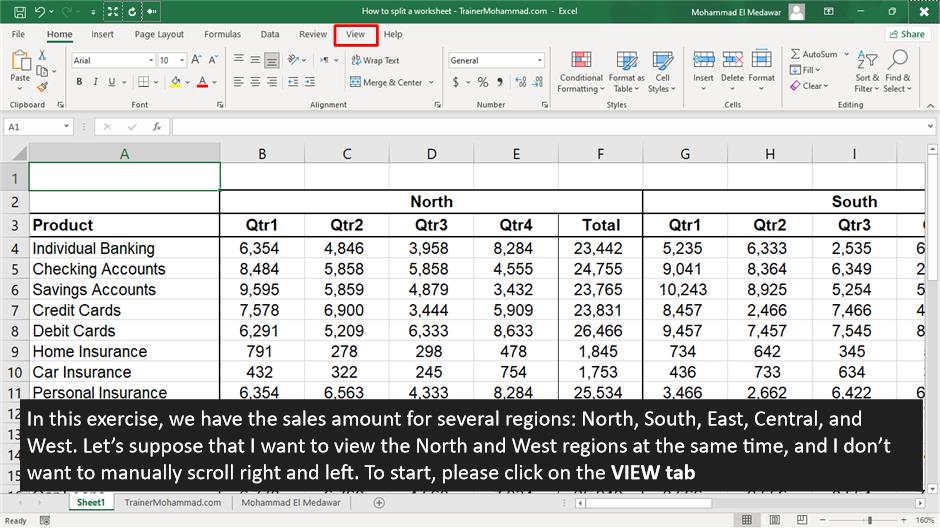 How to split a worksheet - TrainerMohammad.com - Excel
Mohammad El Medawar
File Home Insert Page Layout Formulas Data Review View Help
Share
Paste
Arial 10
Wrap Text
Merge & Center
General
Conditional Formatting
Format as Table
Cell Styles
Insert Delete Format
AutoSum
Fill
Clear
Sort & Filter
Find & Select
Clipboard Font Alignment Number Styles Cells Editing
A1
fx
A B C D E F G H I
1
2 North South
3 Product Qtr1 Qtr2 Qtr3 Qtr4 Total Qtr1 Qtr2 Qtr3
4 Individual Banking 6,354 4,846 3,958 8,284 23,442 5,235 6,333 2,535 6
5 Checking Accounts 8,484 5,858 5,858 4,555 24,755 9,041 8,364 6,349 2
6 Savings Accounts 9,595 5,859 4,879 3,432 23,765 10,243 8,925 5,254 5
7 Credit Cards 7,578 6,900 3,444 5,909 23,831 8,457 2,466 7,466 4
8 Debit Cards 6,291 5,209 6,333 8,633 26,466 9,457 7,457 7,545 8
9 Home Insurance 791 278 298 478 1,845 734 642 345
10 Car Insurance 432 322 245 754 1,753 436 733 634
11 Personal Insurance 6,354 6,563 4,333 8,284 25,534 3,466 2,662 6,422 6
In this exercise, we have the sales amount for several regions: North, South, East, Central, and
West. Let's suppose that I want to view the North and West regions at the same time, and I don't
want to manually scroll right and left. To start, please click on the VIEW tab
Sheet1 TrainerMohammad.com Mohammad El Medawar
Ready
160%